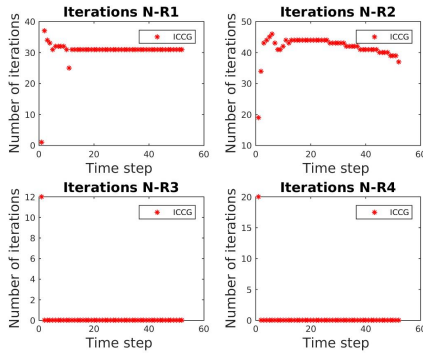 Iterations N-R1
Number of iterations
40
30
20
10
0
0 20 40 60
Time step
ICCG
Iterations N-R2
Number of iterations
50
40
30
20
10
0 20 40 60
Time step
ICCG
Iterations N-R3
Number of iterations
12
10
8
6
4
2
0
0 20 40 60
Time step
ICCG
Iterations N-R4
Number of iterations
20
15
10
5
0
0 20 40 60
Time step
ICCG